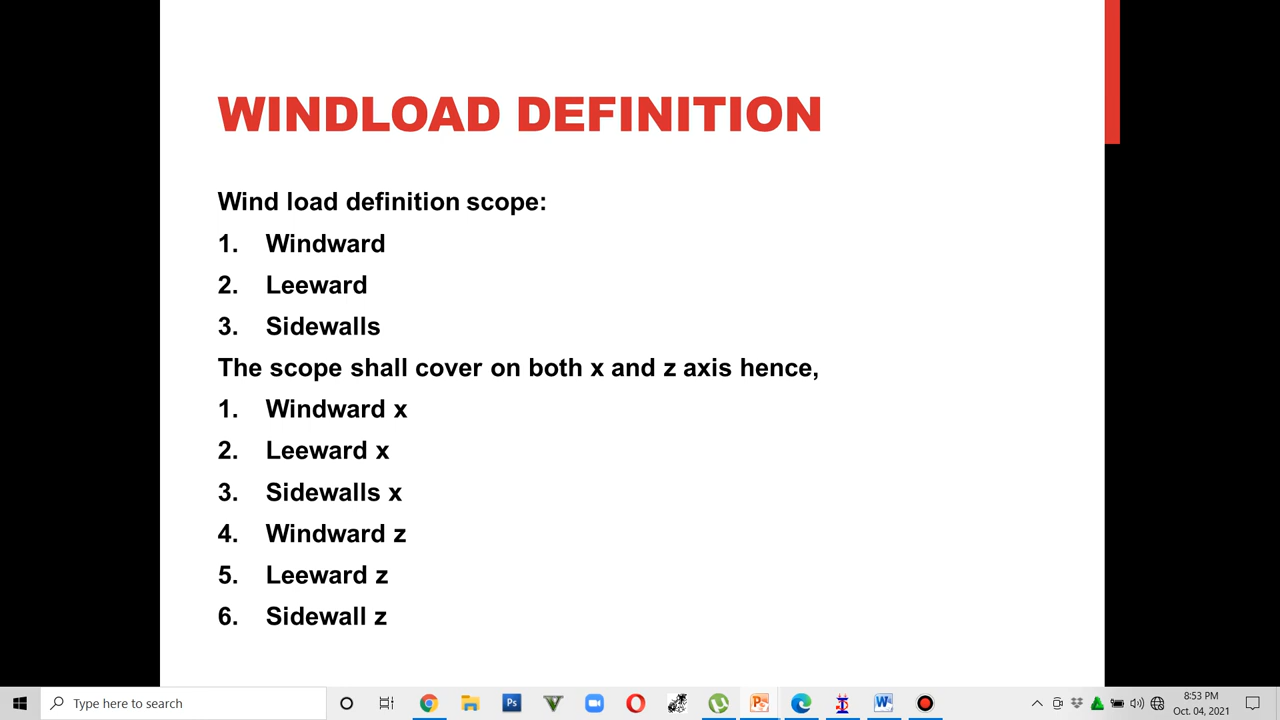 WINDLOAD DEFINITION
Wind load definition scope:
1. Windward
2. Leeward
3. Sidewalls
The scope shall cover on both x and z axis hence,
1. Windward x
2. Leeward x
3. Sidewalls x
4. Windward z
5. Leeward z
6. Sidewall z
Type here to search
Ps
W
8:53 PM
Oct. 04, 2021